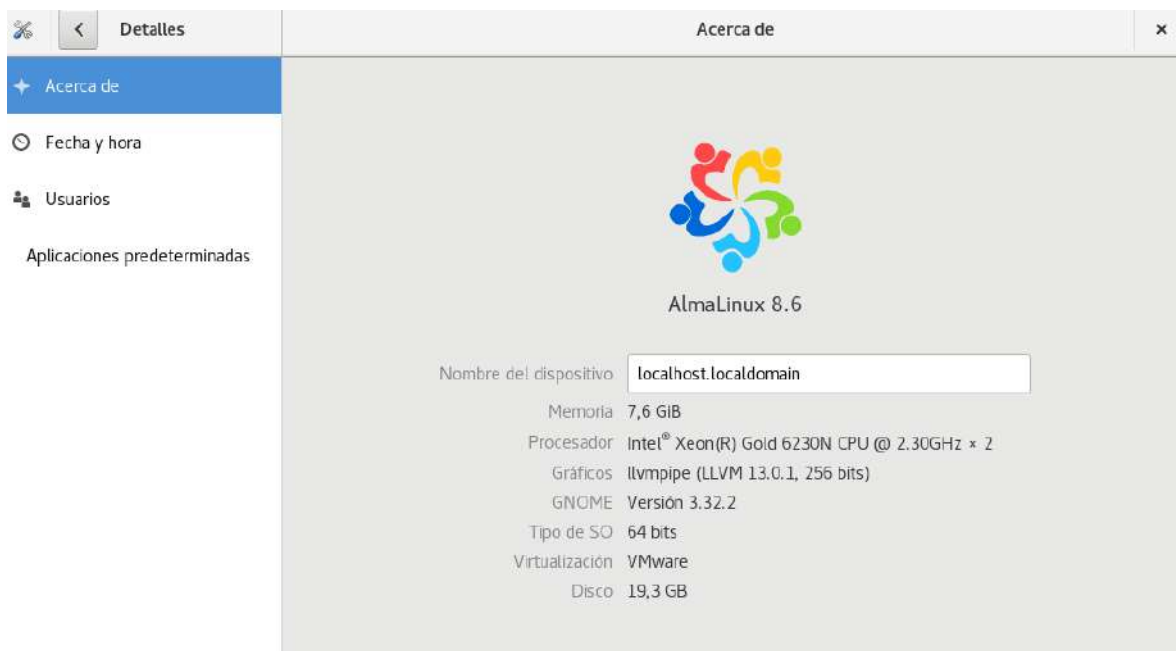 Detalles
Acerca de
Acerca de
Fecha y hora
Usuarios
Aplicaciones predeterminadas
AlmaLinux 8.6
Nombre del dispositivo localhost.localdomain
Memoria 7,6 GiB
Procesador Intel® Xeon(R) Gold 6230N CPU @ 2.30GHz × 2
Gráficos llvmpipe (LLVM 13.0.1, 256 bits)
GNOME Versión 3.32.2
Tipo de SO 64 bits
Virtualización VMware
Disco 19,3 GB